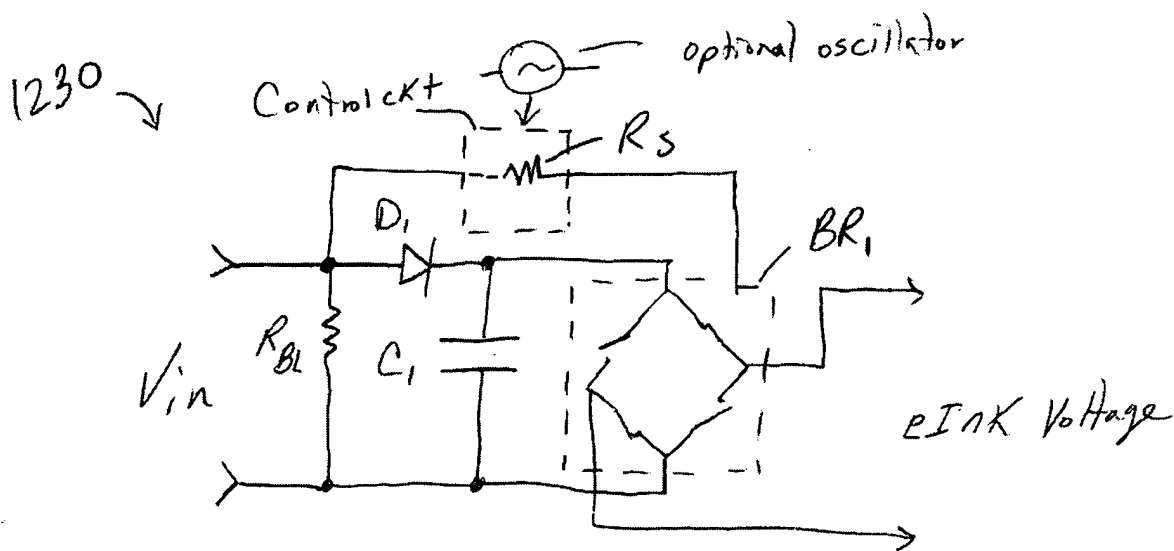 1230
optional oscillator
Control ckt
RS
D1
BR1
RBL
C1
Vin
eInk Voltage